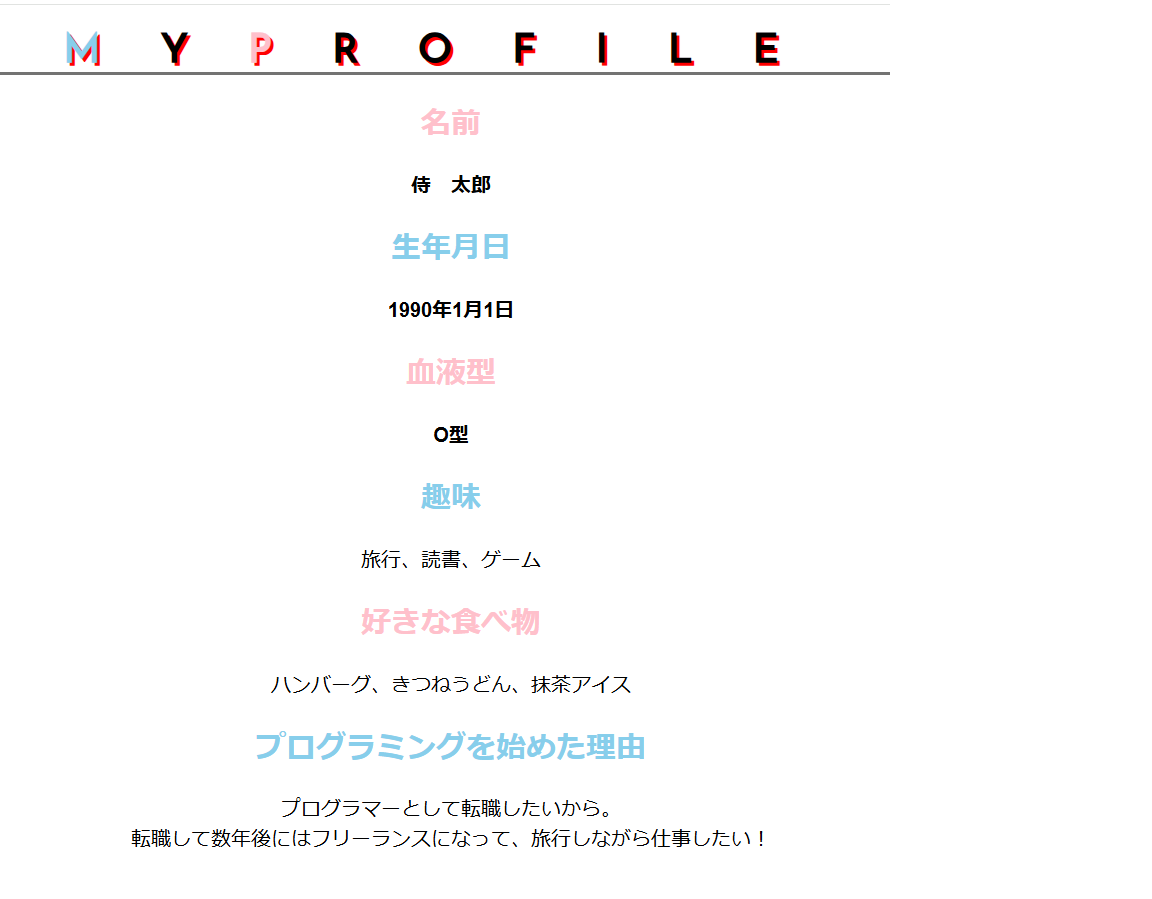 MY PROFILE
名前
侍　太郎
生年月日
1990年1月1日
血液型
O型
趣味
旅行、読書、ゲーム
好きな食べ物
ハンバーグ、きつねうどん、抹茶アイス
プログラミングを始めた理由
プログラマーとして転職したいから。
転職して数年後にはフリーランスになって、旅行しながら仕事したい！